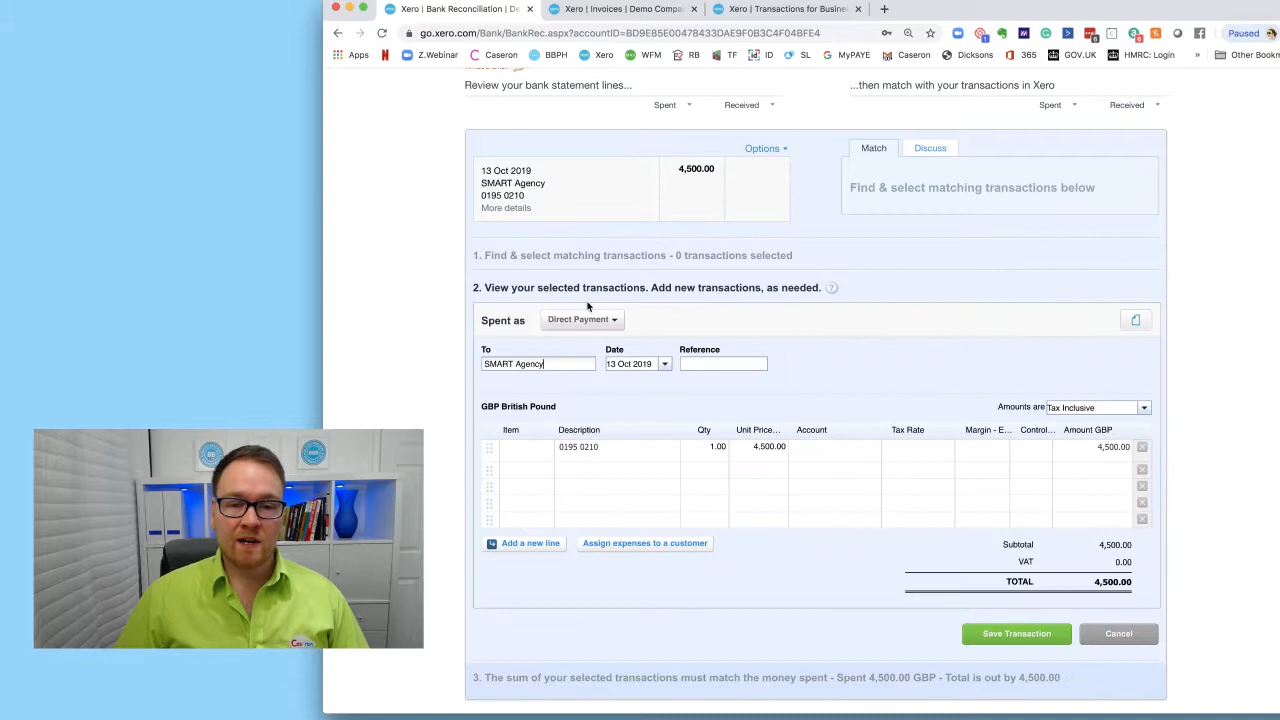 Xero | Bank Reconciliation | De
Xero | Invoices | Demo Compan
Xero | Transactions for Busine
go.xero.com/Bank/BankRec.aspx?accountID=BD9E85E00478433DAE9F0B3C4F04BFE4
Paused
Apps
Z.Webinar
Caseron
BBPH
Xero
WFM
RB
TF
ID
SL
MyPAYE
Caseron
Dicksons
365
GOV.UK
HMRC: Login
»
Other Bookm
Review your bank statement lines...
...then match with your transactions in Xero
Spent
Received
Spent
Received
Options
Match
Discuss
13 Oct 2019
SMART Agency
0195 0210
More details
4,500.00
Find & select matching transactions below
1. Find & select matching transactions - 0 transactions selected
2. View your selected transactions. Add new transactions, as needed. ?
Spent as
Direct Payment
To
Date
Reference
SMART Agency
13 Oct 2019
GBP British Pound
Amounts are
Tax Inclusive
Item
Description
Qty
Unit Price...
Account
Tax Rate
Margin - E...
Control...
Amount GBP
0195 0210
1.00
4,500.00
4,500.00
Add a new line
Assign expenses to a customer
Subtotal
4,500.00
VAT
0.00
TOTAL
4,500.00
Save Transaction
Cancel
3. The sum of your selected transactions must match the money spent - Spent 4,500.00 GBP - Total is out by 4,500.00